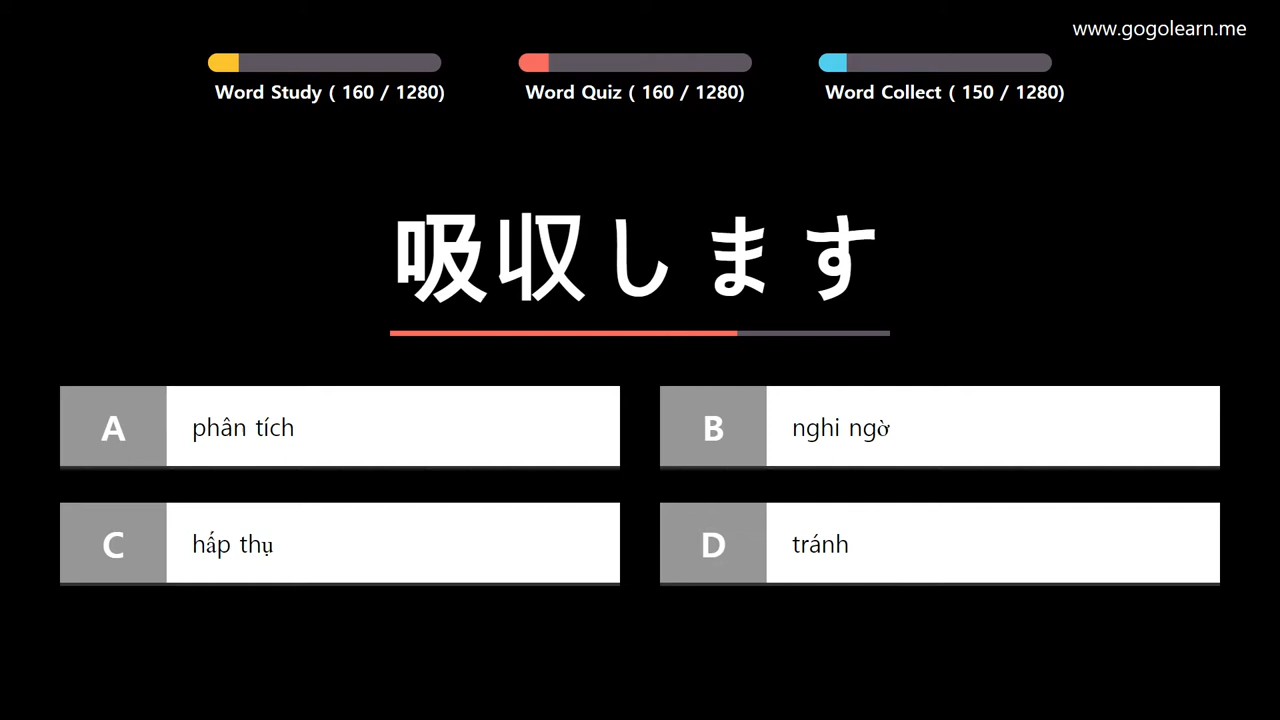 www.gogolearn.me
Word Study ( 160 / 1280)
Word Quiz ( 160 / 1280)
Word Collect ( 150 / 1280)
吸収します
A
phân tích
B
nghi ngờ
C
hấp thụ
D
tránh